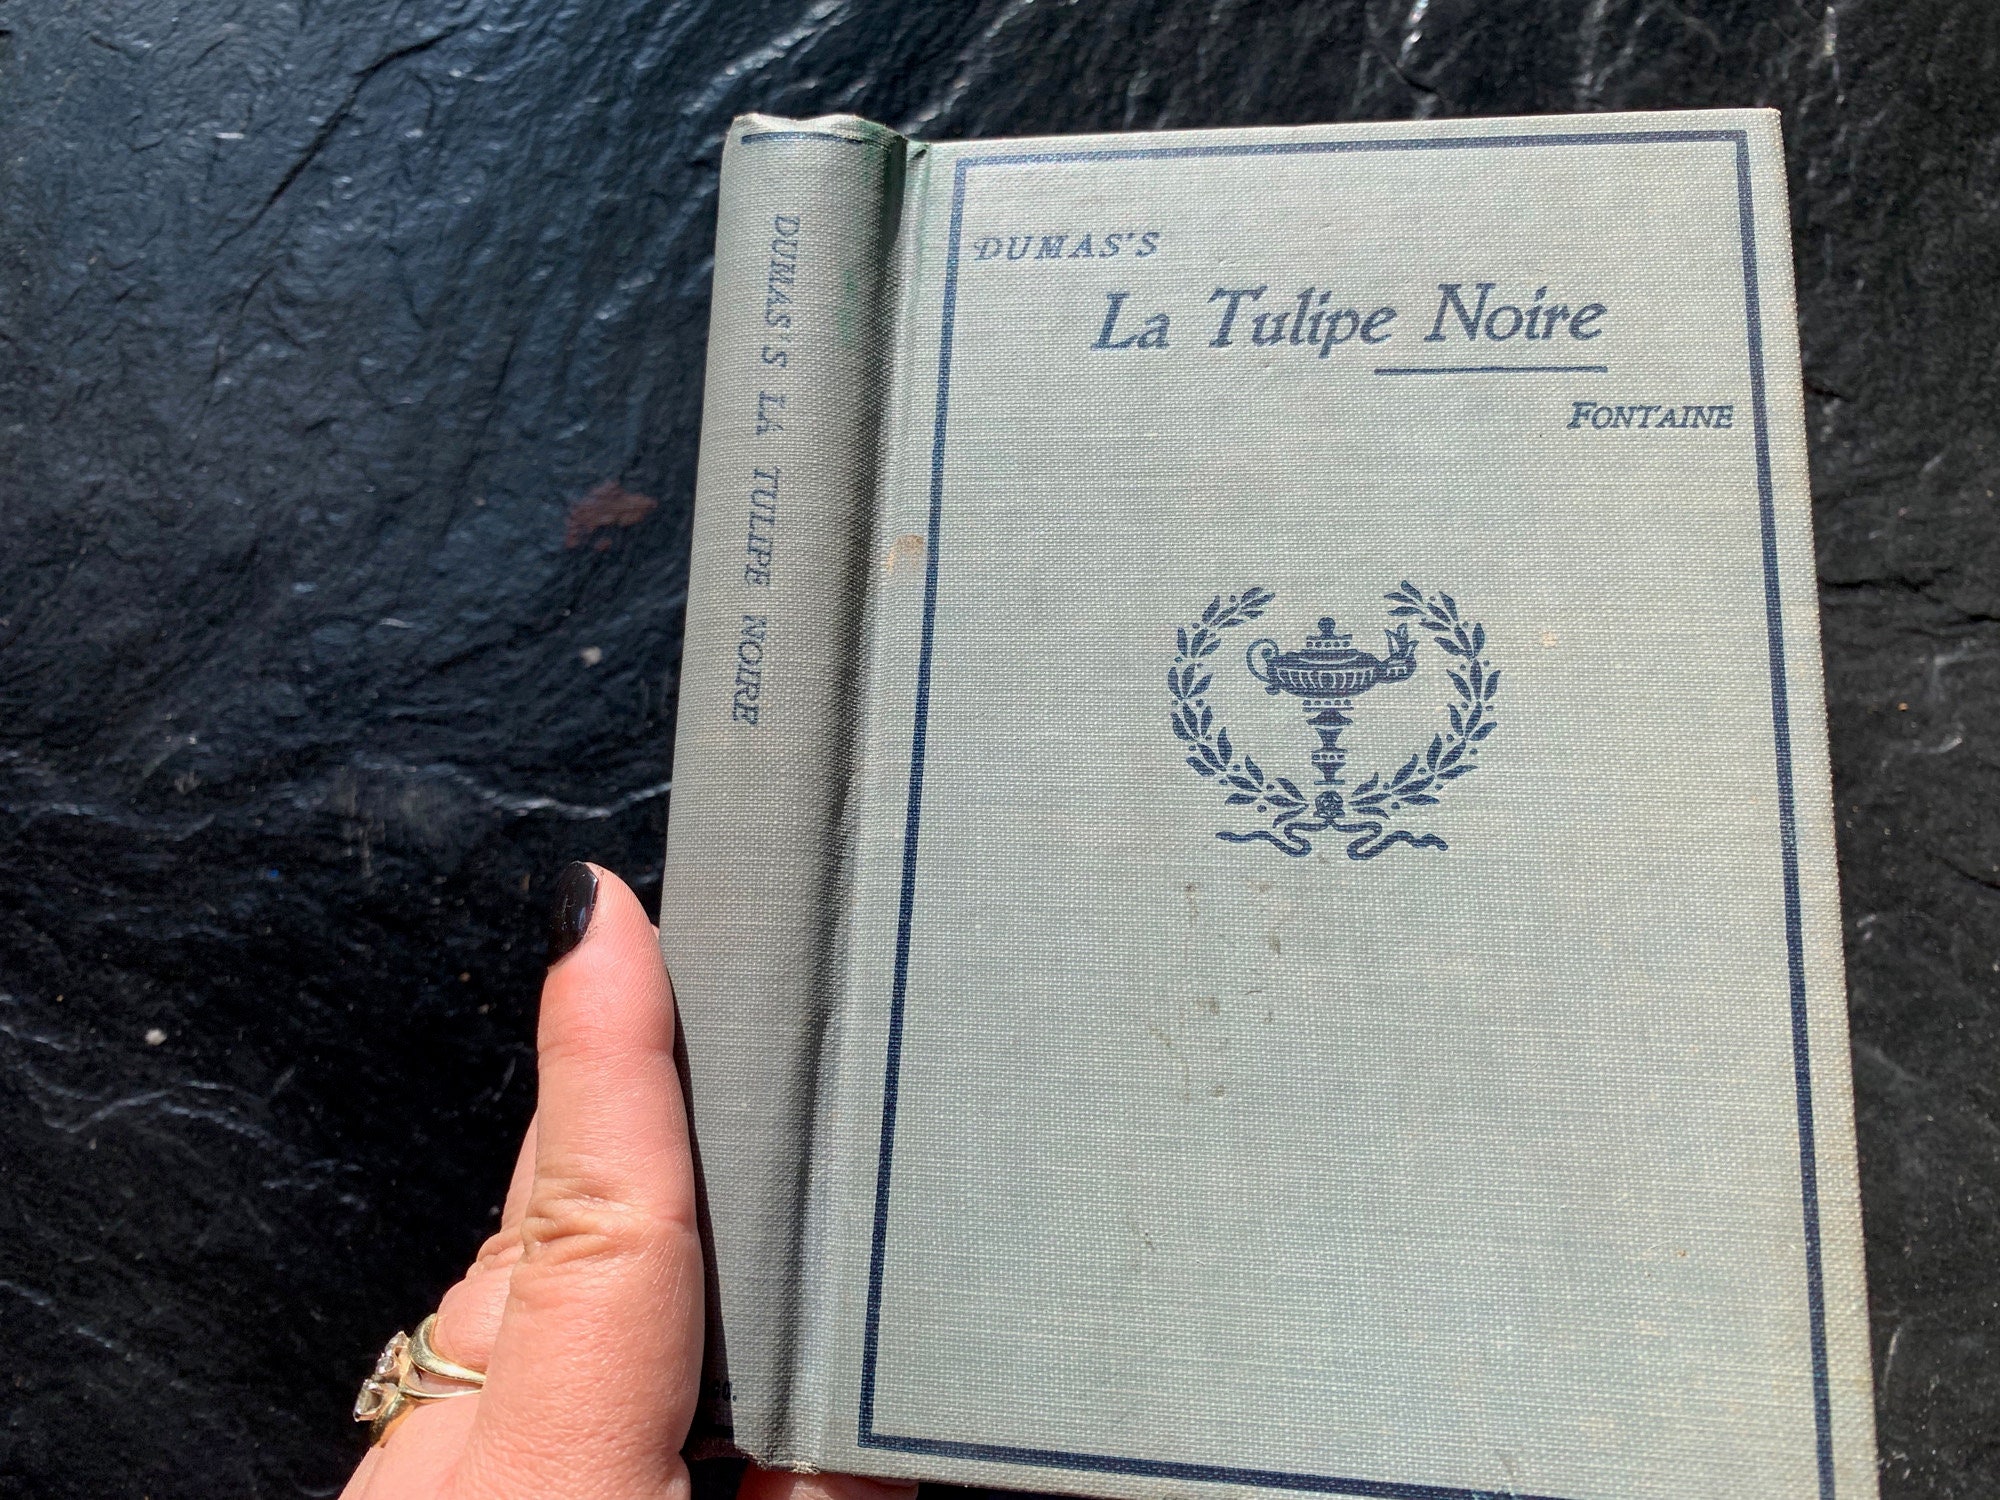 DUMAS'S LA TULIPE NOIRE
DUMAS'S
La Tulipe Noire
FONTAINE